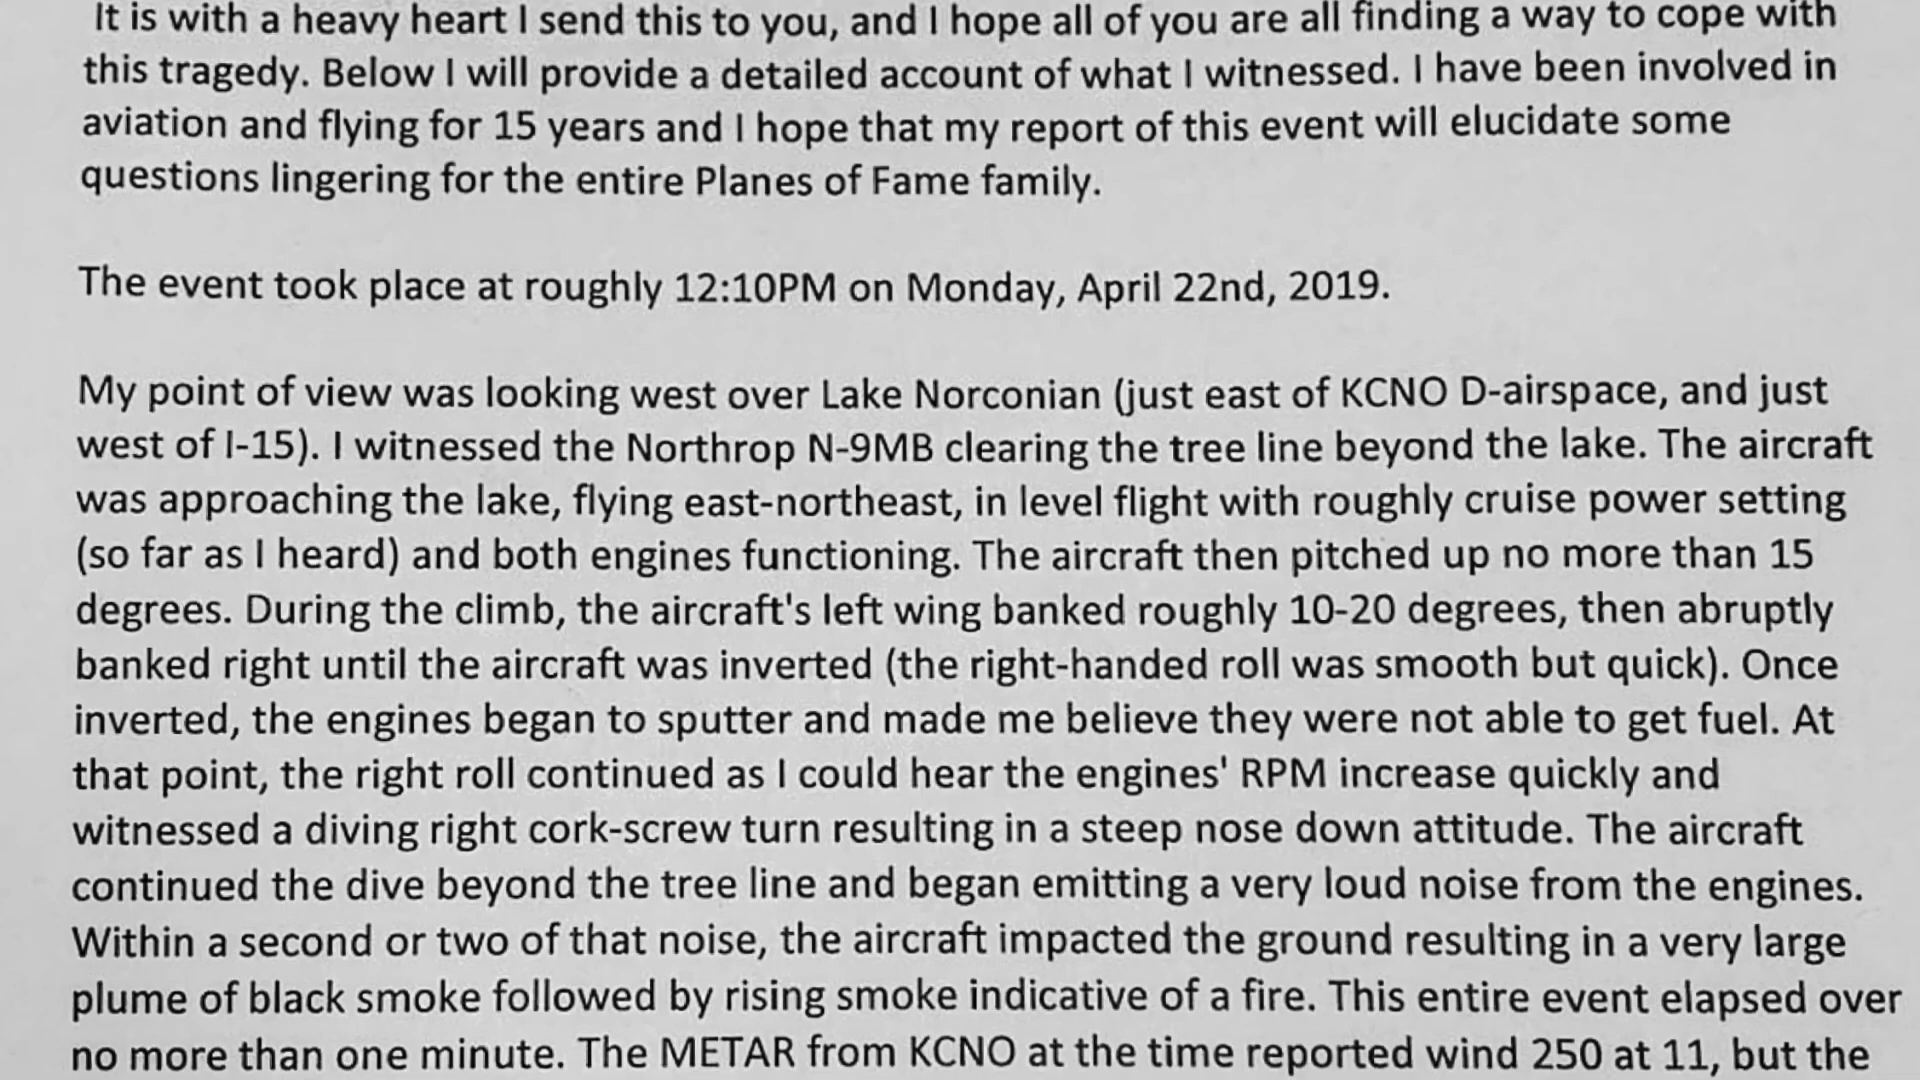 It is with a heavy heart I send this to you, and I hope all of you are all finding a way to cope with
this tragedy. Below I will provide a detailed account of what I witnessed. I have been involved in
aviation and flying for 15 years and I hope that my report of this event will elucidate some
questions lingering for the entire Planes of Fame family.
The event took place at roughly 12:10PM on Monday, April 22nd, 2019.
My point of view was looking west over Lake Norconian (just east of KCNO D-airspace, and just
west of I-15). I witnessed the Northrop N-9MB clearing the tree line beyond the lake. The aircraft
was approaching the lake, flying east-northeast, in level flight with roughly cruise power setting
(so far as I heard) and both engines functioning. The aircraft then pitched up no more than 15
degrees. During the climb, the aircraft's left wing banked roughly 10-20 degrees, then abruptly
banked right until the aircraft was inverted (the right-handed roll was smooth but quick). Once
inverted, the engines began to sputter and made me believe they were not able to get fuel. At
that point, the right roll continued as I could hear the engines' RPM increase quickly and
witnessed a diving right cork-screw turn resulting in a steep nose down attitude. The aircraft
continued the dive beyond the tree line and began emitting a very loud noise from the engines.
Within a second or two of that noise, the aircraft impacted the ground resulting in a very large
plume of black smoke followed by rising smoke indicative of a fire. This entire event elapsed over
no more than one minute. The METAR from KCNO at the time reported wind 250 at 11, but the